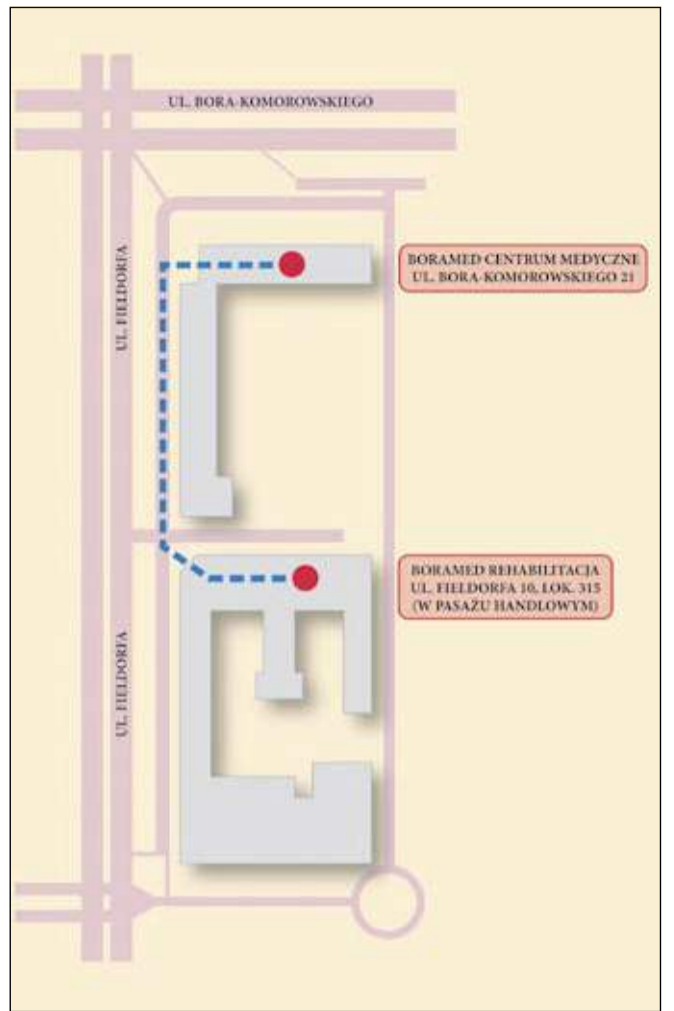 UL. BORA-KOMOROWSKIEGO
UL. FIELDORFA
BORAMED CENTRUM MEDYCZNE
UL. BORA-KOMOROWSKIEGO 21
BORAMED REHABILITACJA
UL. FIELDORFA 10, LOK. 315
(W PASAŻU HANDLOWYM)
UL. FIELDORFA